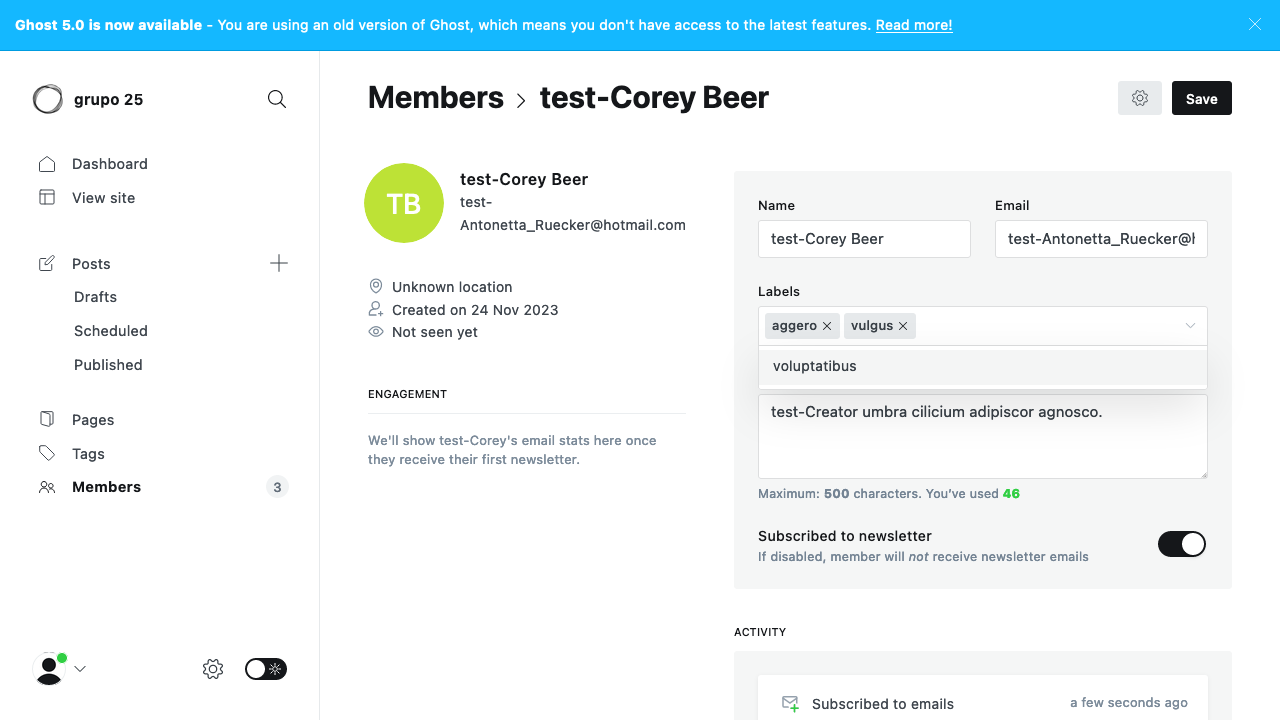 Ghost 5.0 is now available - You are using an old version of Ghost, which means you don't have access to the latest features. Read more!
grupo 25
Dashboard
View site
Posts
Drafts
Scheduled
Published
Pages
Tags
Members 3
Members > test-Corey Beer
Save
TB
test-Corey Beer
test-
Antonetta_Ruecker@hotmail.com
Unknown location
Created on 24 Nov 2023
Not seen yet
ENGAGEMENT
We'll show test-Corey's email stats here once
they receive their first newsletter.
Name
test-Corey Beer
Email
test-Antonetta_Ruecker@h
Labels
aggero × vulgus ×
voluptatibus
test-Creator umbra cilicium adipiscor agnosco.
Maximum: 500 characters. You've used 46
Subscribed to newsletter
If disabled, member will not receive newsletter emails
ACTIVITY
Subscribed to emails
a few seconds ago